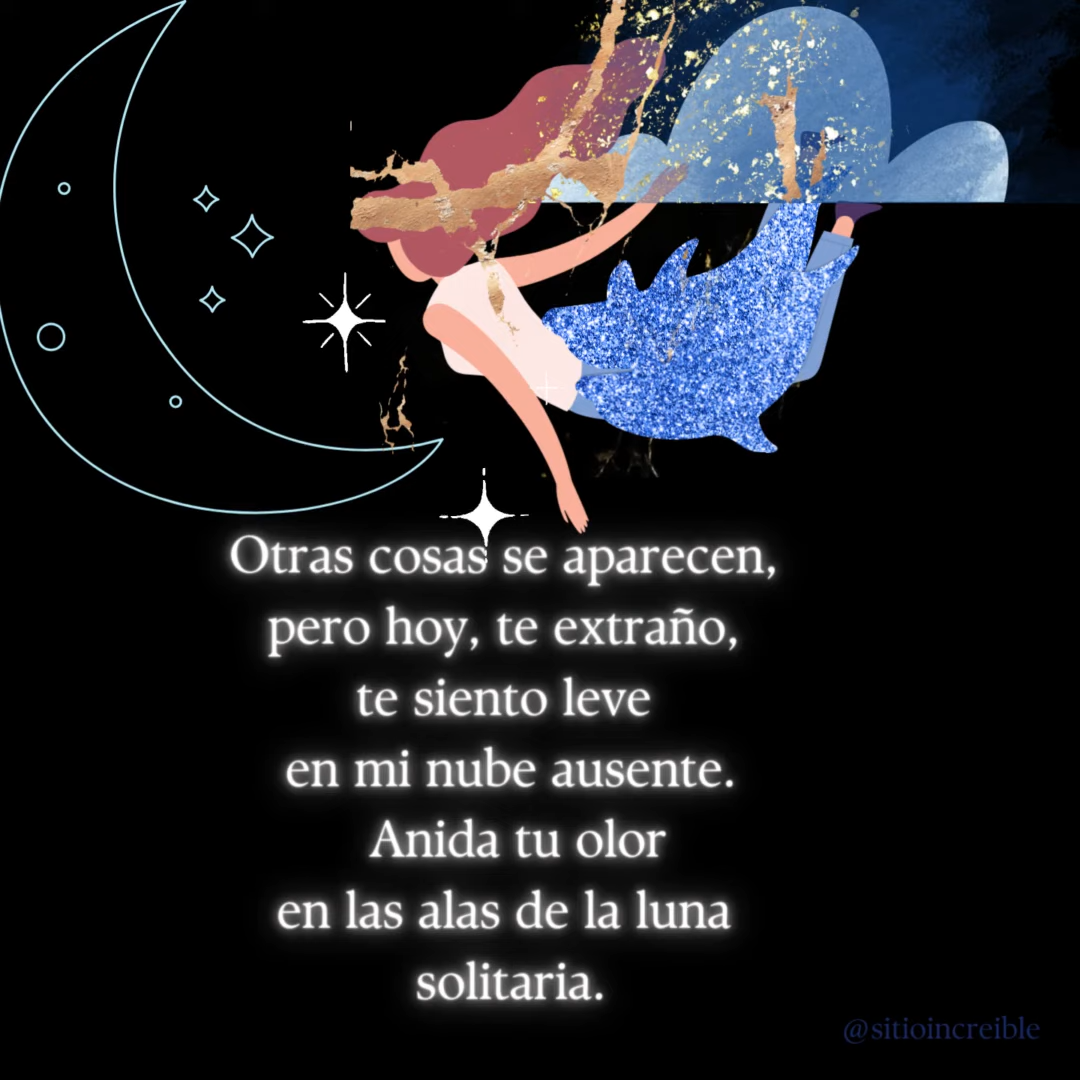 Otras cosas se aparecen,
pero hoy, te extraño,
te siento leve
en mi nube ausente.
Anida tu olor
en las alas de la luna
solitaria.
@sitioincreible